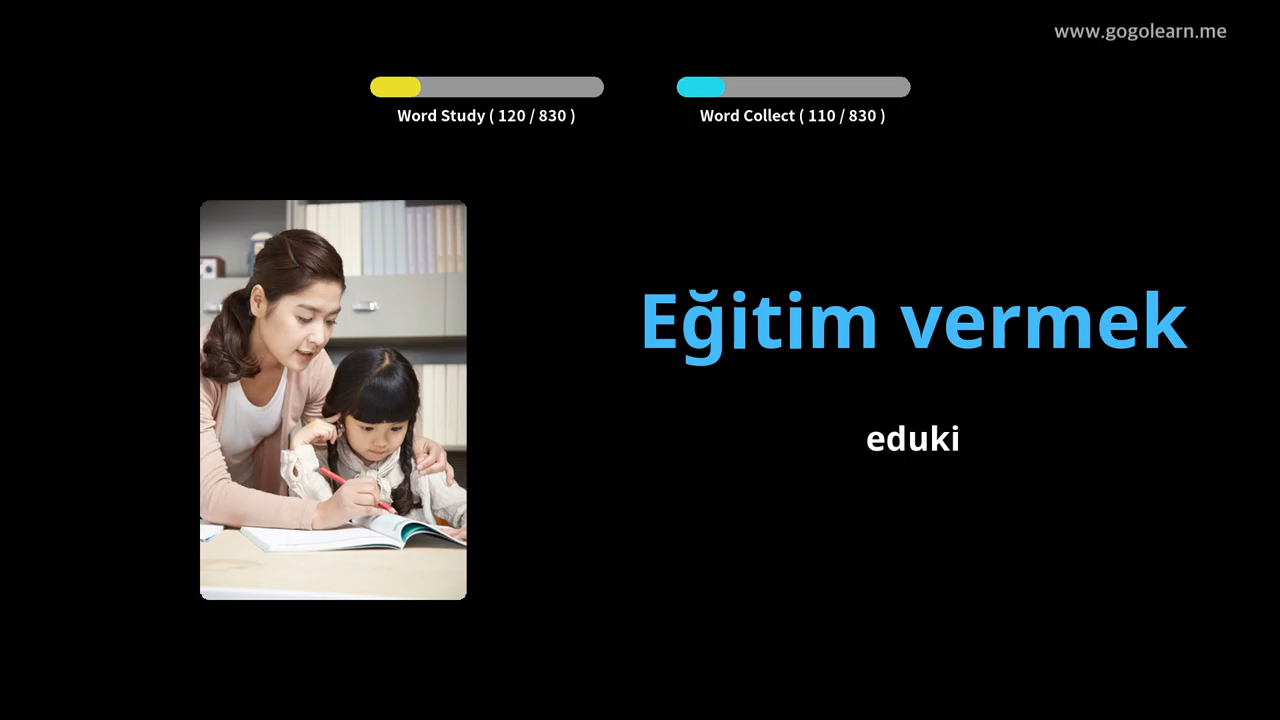 www.gogolearn.me
Word Study ( 120 / 830 )
Word Collect ( 110 / 830 )
Eğitim vermek
eduki